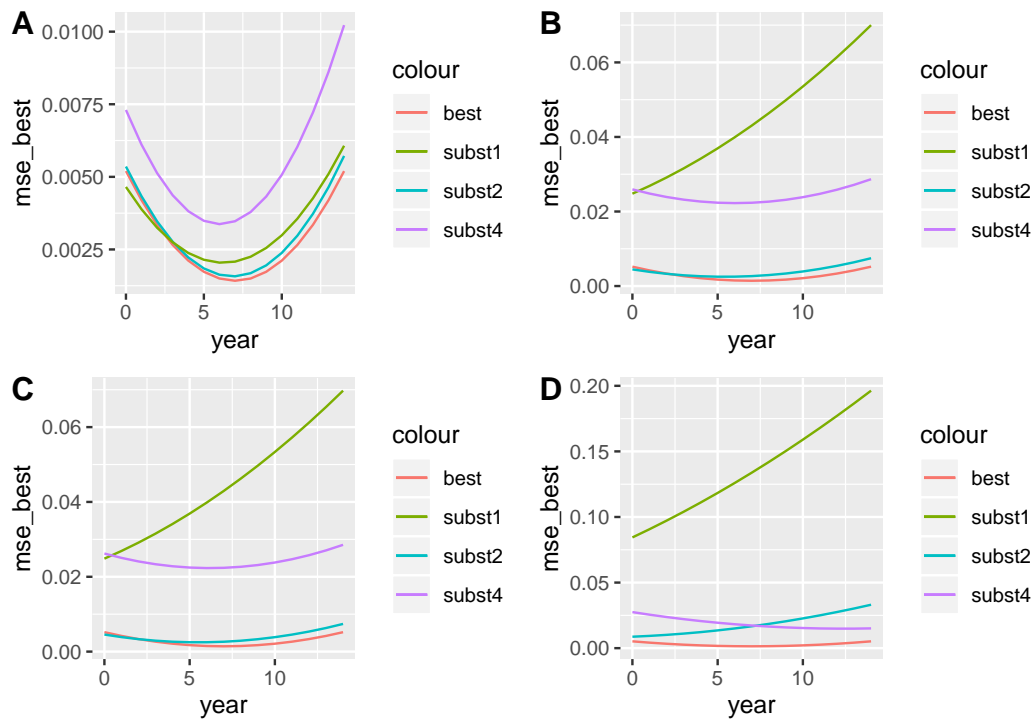 A
0.0100
0.0075
0.0050
0.0025
mse_best
0
5
10
year
colour
best
subst1
subst2
subst4
B
0.06
0.04
0.02
0.00
mse_best
0
10
year
colour
best
subst1
subst2
subst4
C
0.06
0.04
0.02
0.00
mse_best
0
10
year
colour
best
subst1
subst2
subst4
D
0.20
0.15
0.10
0.05
0.00
mse_best
0
10
year
colour
best
subst1
subst2
subst4